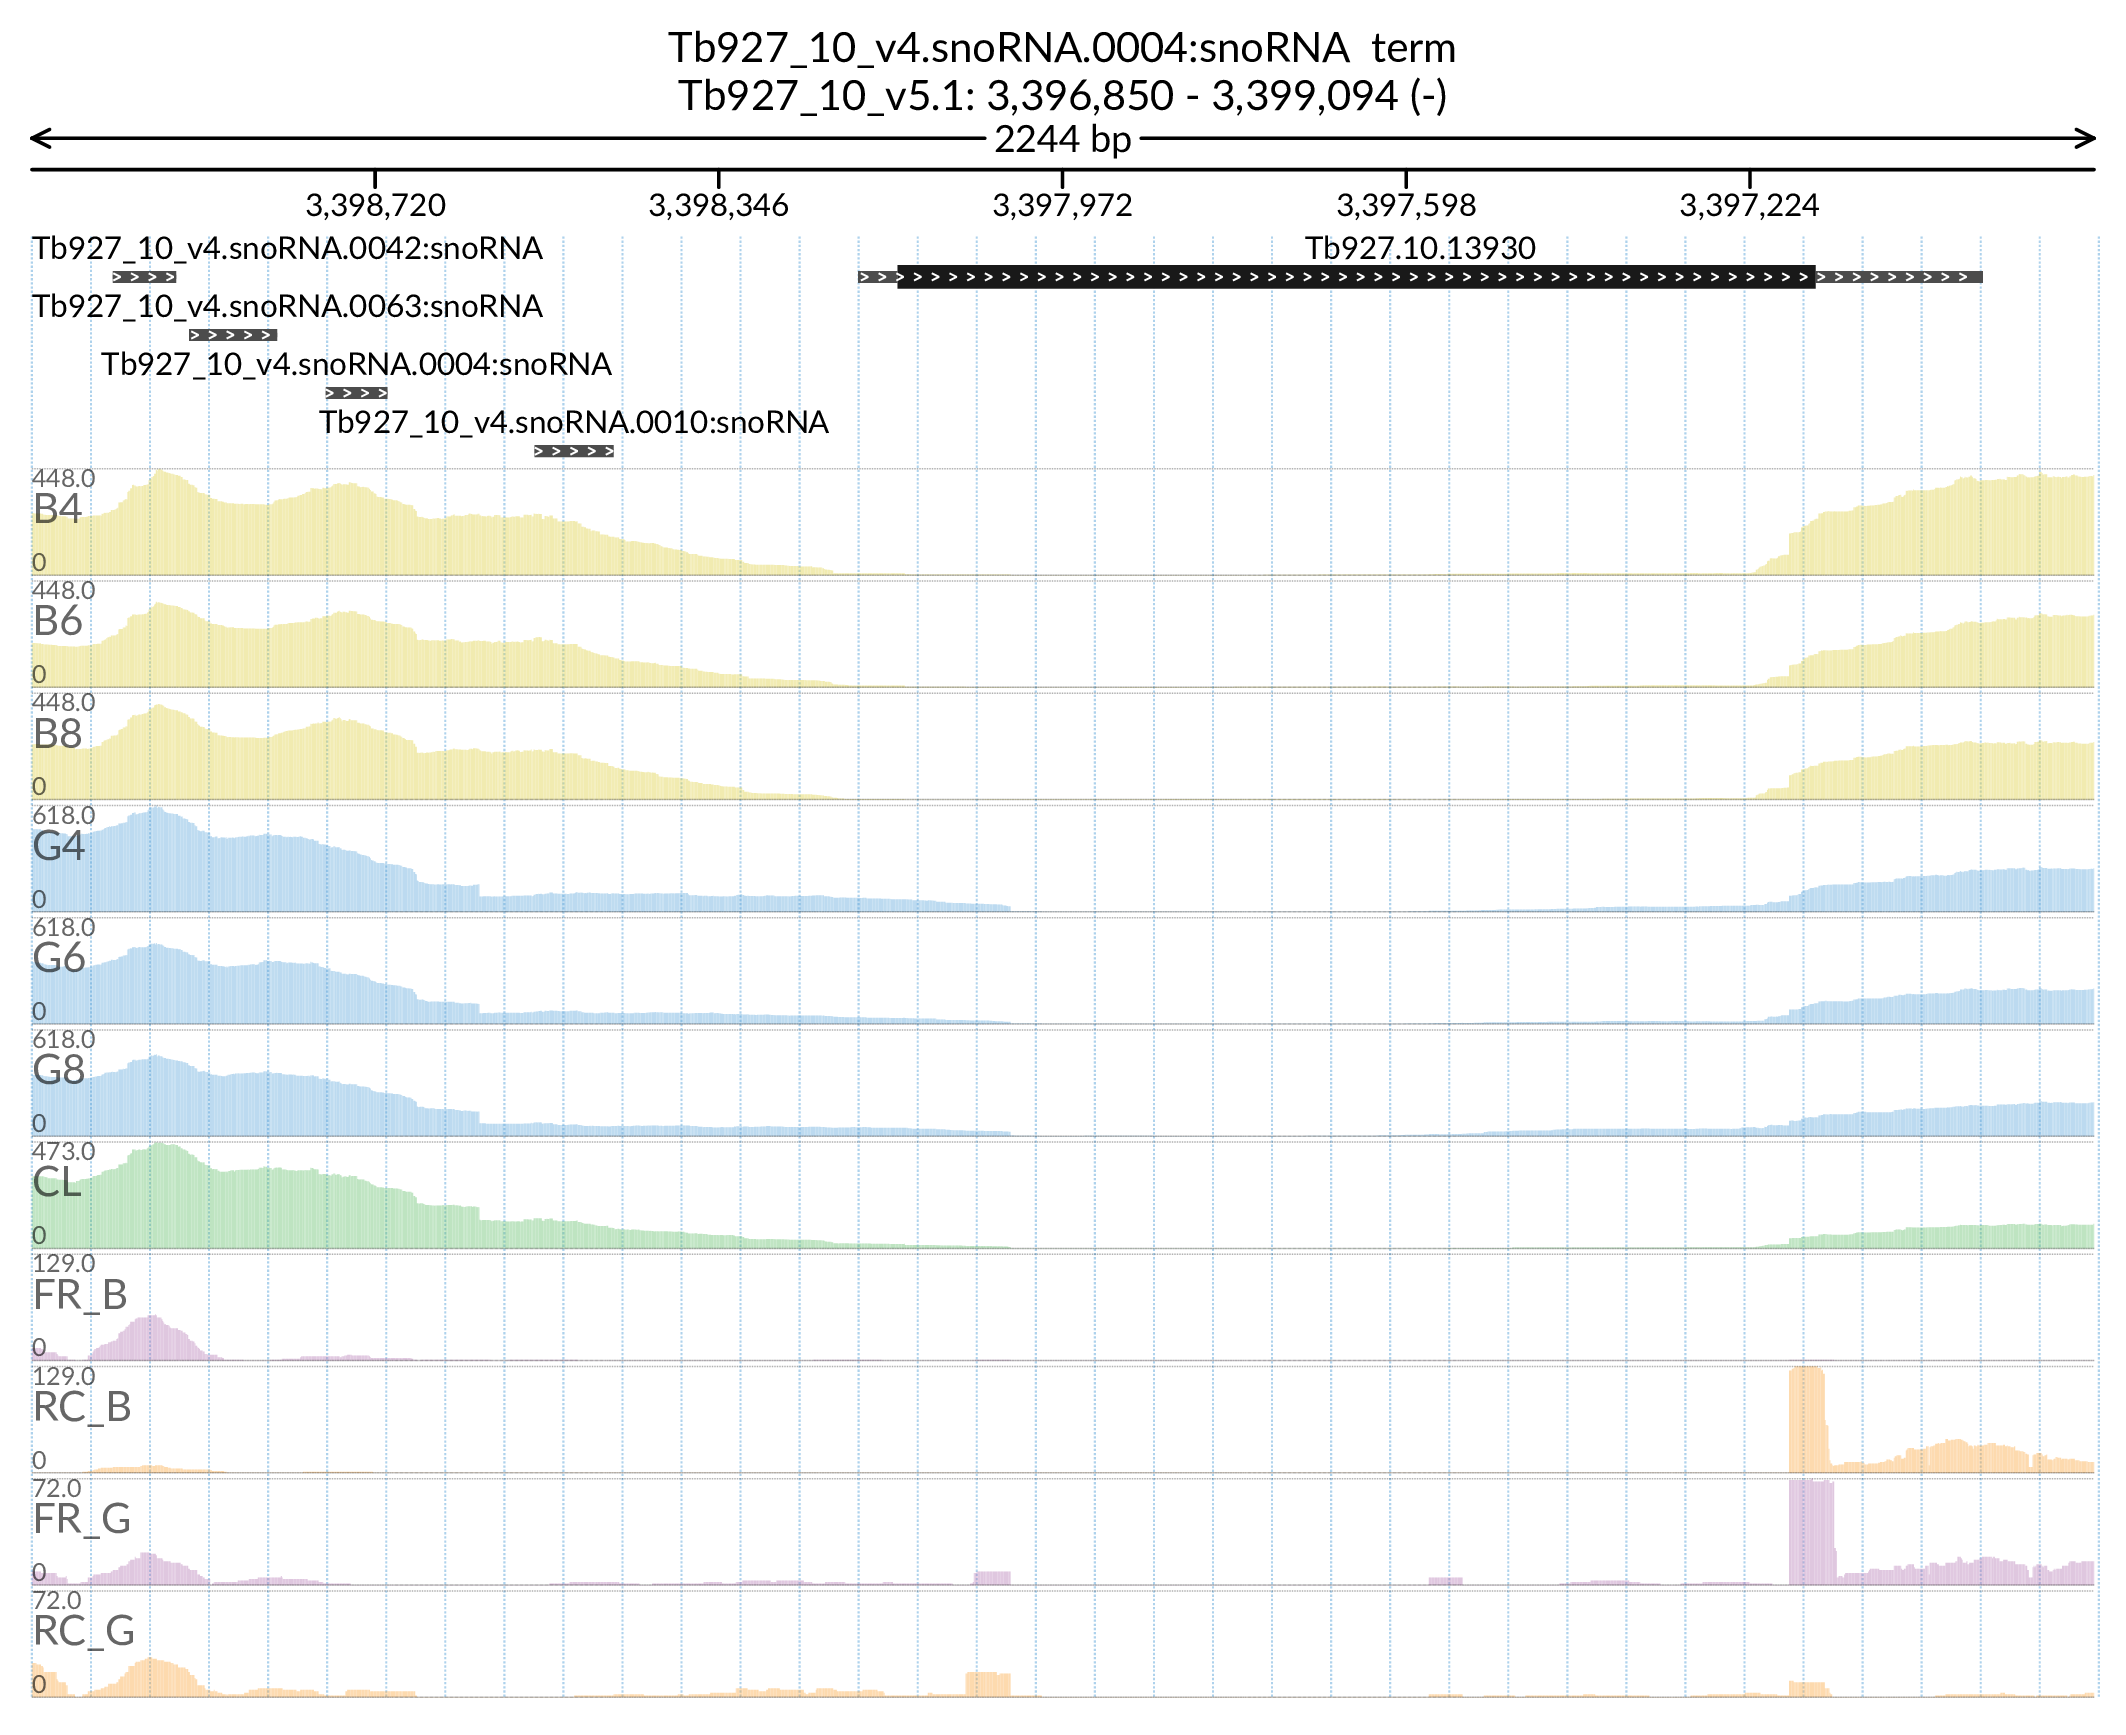 Tb927_10_v4.snoRNA.0004:snoRNA  term
Tb927_10_v5.1: 3,396,850 - 3,399,094 (-)
2244 bp
3,398,720 3,398,346 3,397,972 3,397,598 3,397,224
Tb927_10_v4.snoRNA.0042:snoRNA Tb927.10.13930
Tb927_10_v4.snoRNA.0063:snoRNA
Tb927_10_v4.snoRNA.0004:snoRNA
Tb927_10_v4.snoRNA.0010:snoRNA
448.0
B4
0
448.0
B6
0
448.0
B8
0
618.0
G4
0
618.0
G6
0
618.0
G8
0
473.0
CL
0
129.0
FR_B
0
129.0
RC_B
0
72.0
FR_G
0
72.0
RC_G
0